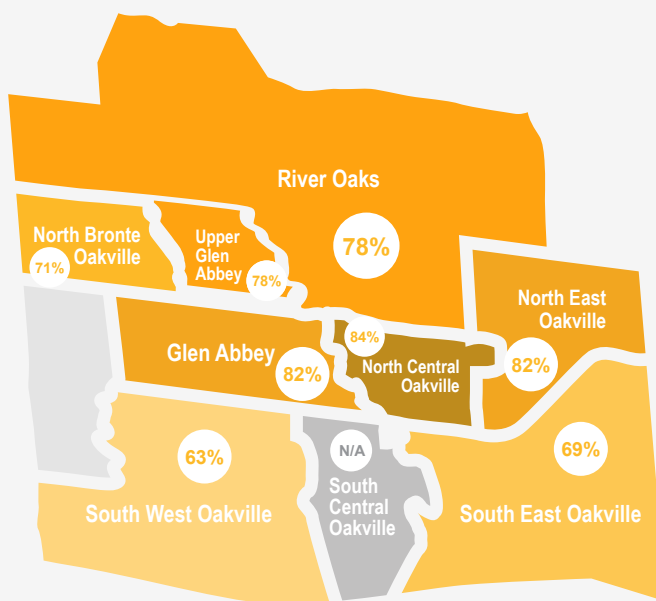 River Oaks
78%
North Bronte
Oakville
71%
Upper
Glen
Abbey
78%
North East
Oakville
82%
Glen Abbey
82%
84%
North Central
Oakville
63%
South West Oakville
N/A
South
Central
Oakville
69%
South East Oakville